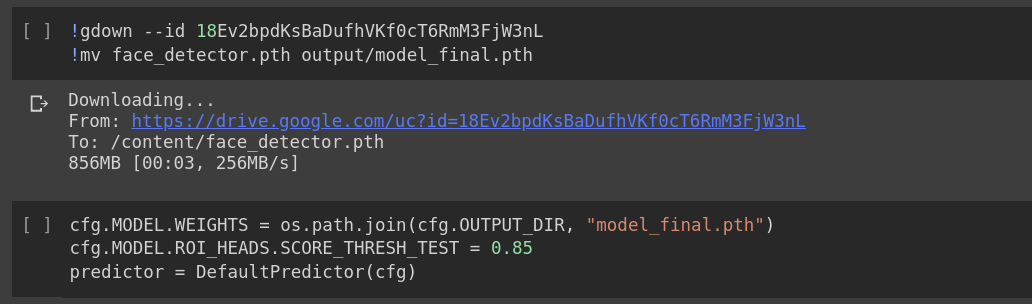 [ ] !gdown --id 18Ev2bpdKsBaDufhVKf0cT6RmM3FjW3nL
!mv face_detector.pth output/model_final.pth
Downloading...
From: https://drive.google.com/uc?id=18Ev2bpdKsBaDufhVKf0cT6RmM3FjW3nL
To: /content/face_detector.pth
856MB [00:03, 256MB/s]
[ ] cfg.MODEL.WEIGHTS = os.path.join(cfg.OUTPUT_DIR, "model_final.pth")
cfg.MODEL.ROI_HEADS.SCORE_THRESH_TEST = 0.85
predictor = DefaultPredictor(cfg)